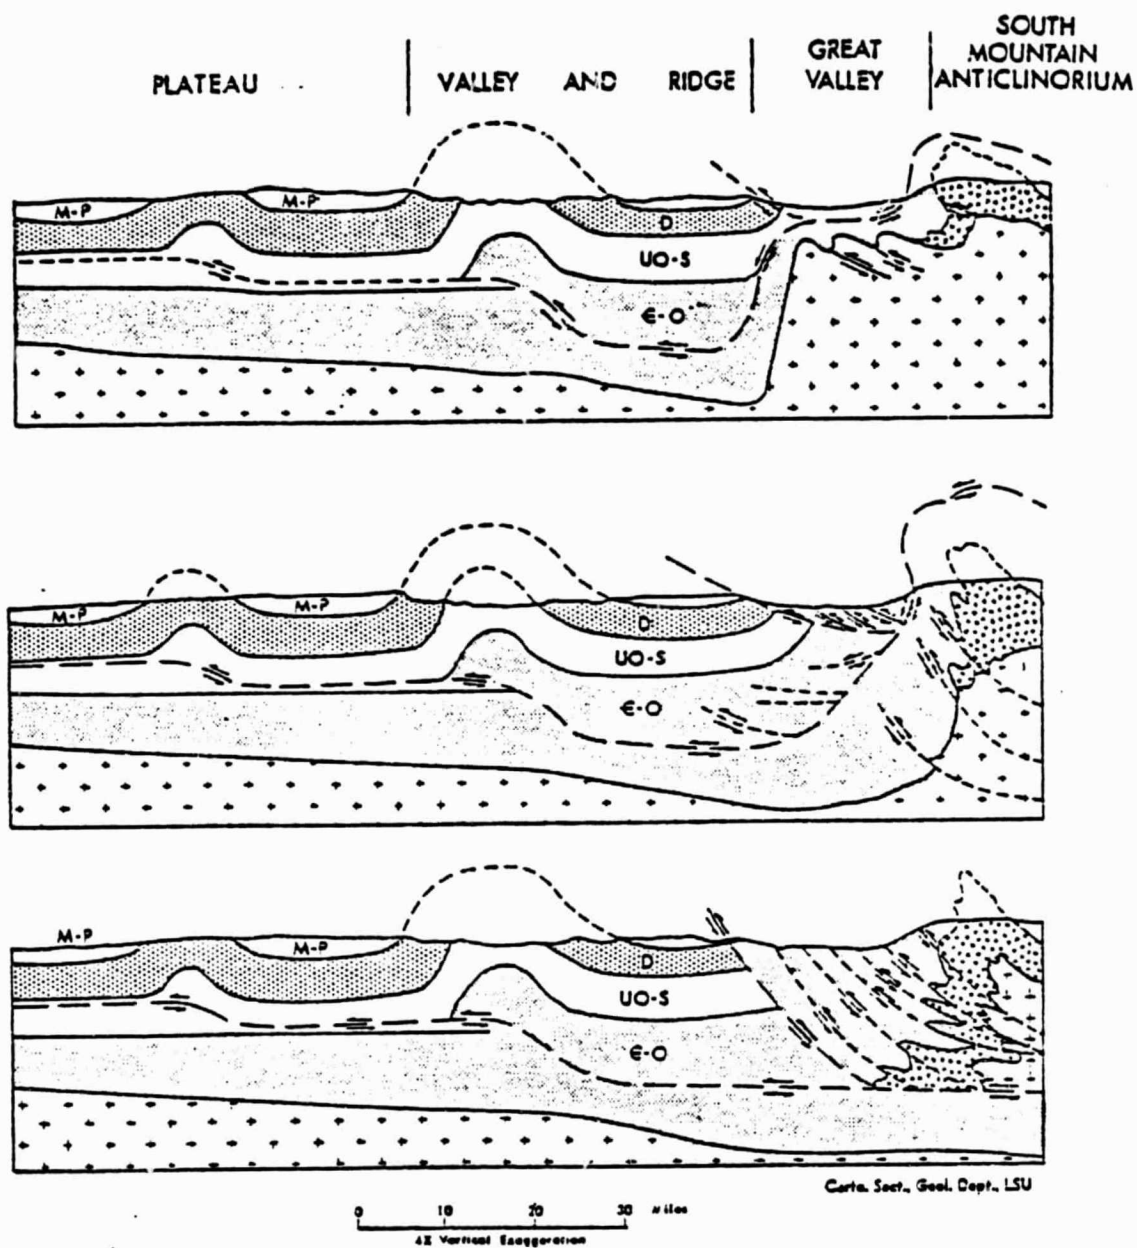 PLATEAU
VALLEY AND RIDGE
GREAT
VALLEY
SOUTH
MOUNTAIN
ANTICLINORIUM
M-P
M-P
D
UO-S
Є-O
M-P
M-P
D
UO-S
Є-O
M-P
M-P
D
UO-S
Є-O
Carto. Sect., Geol. Dept., LSU
0 10 20 30 Miles
4X Vertical Exaggeration